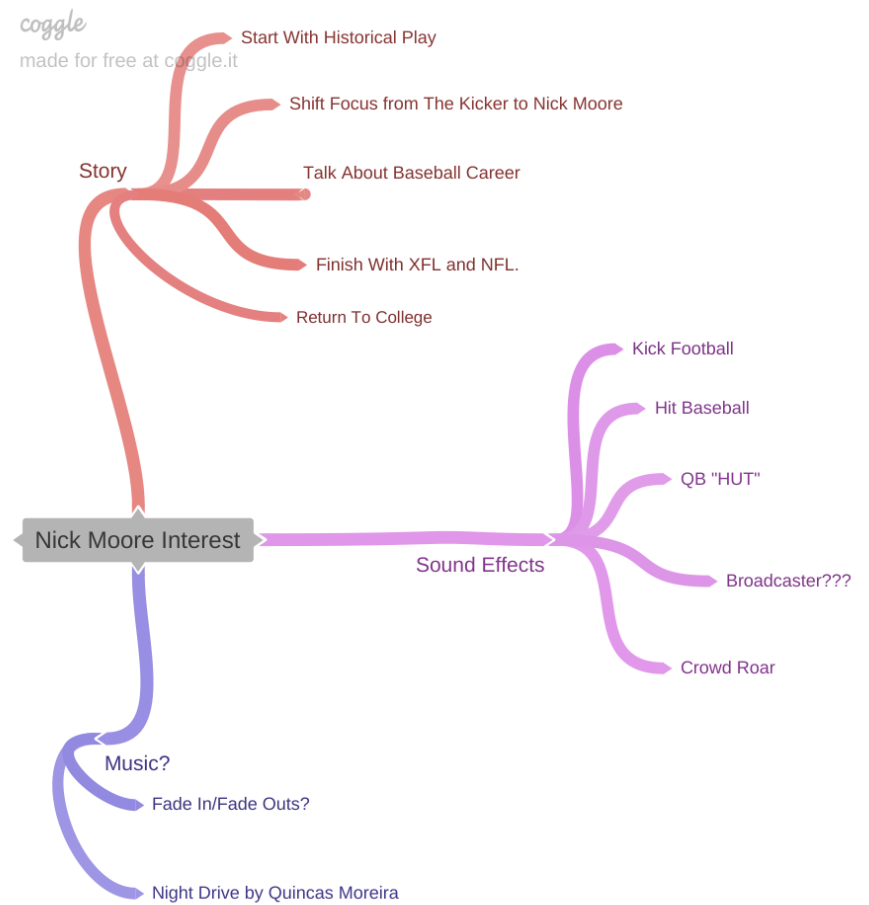 coggle
made for free at coggle.it
Start With Historical Play
Shift Focus from The Kicker to Nick Moore
Story
Talk About Baseball Career
Finish With XFL and NFL.
Return To College
Kick Football
Hit Baseball
QB "HUT"
Nick Moore Interest
Sound Effects
Broadcaster???
Crowd Roar
Music?
Fade In/Fade Outs?
Night Drive by Quincas Moreira